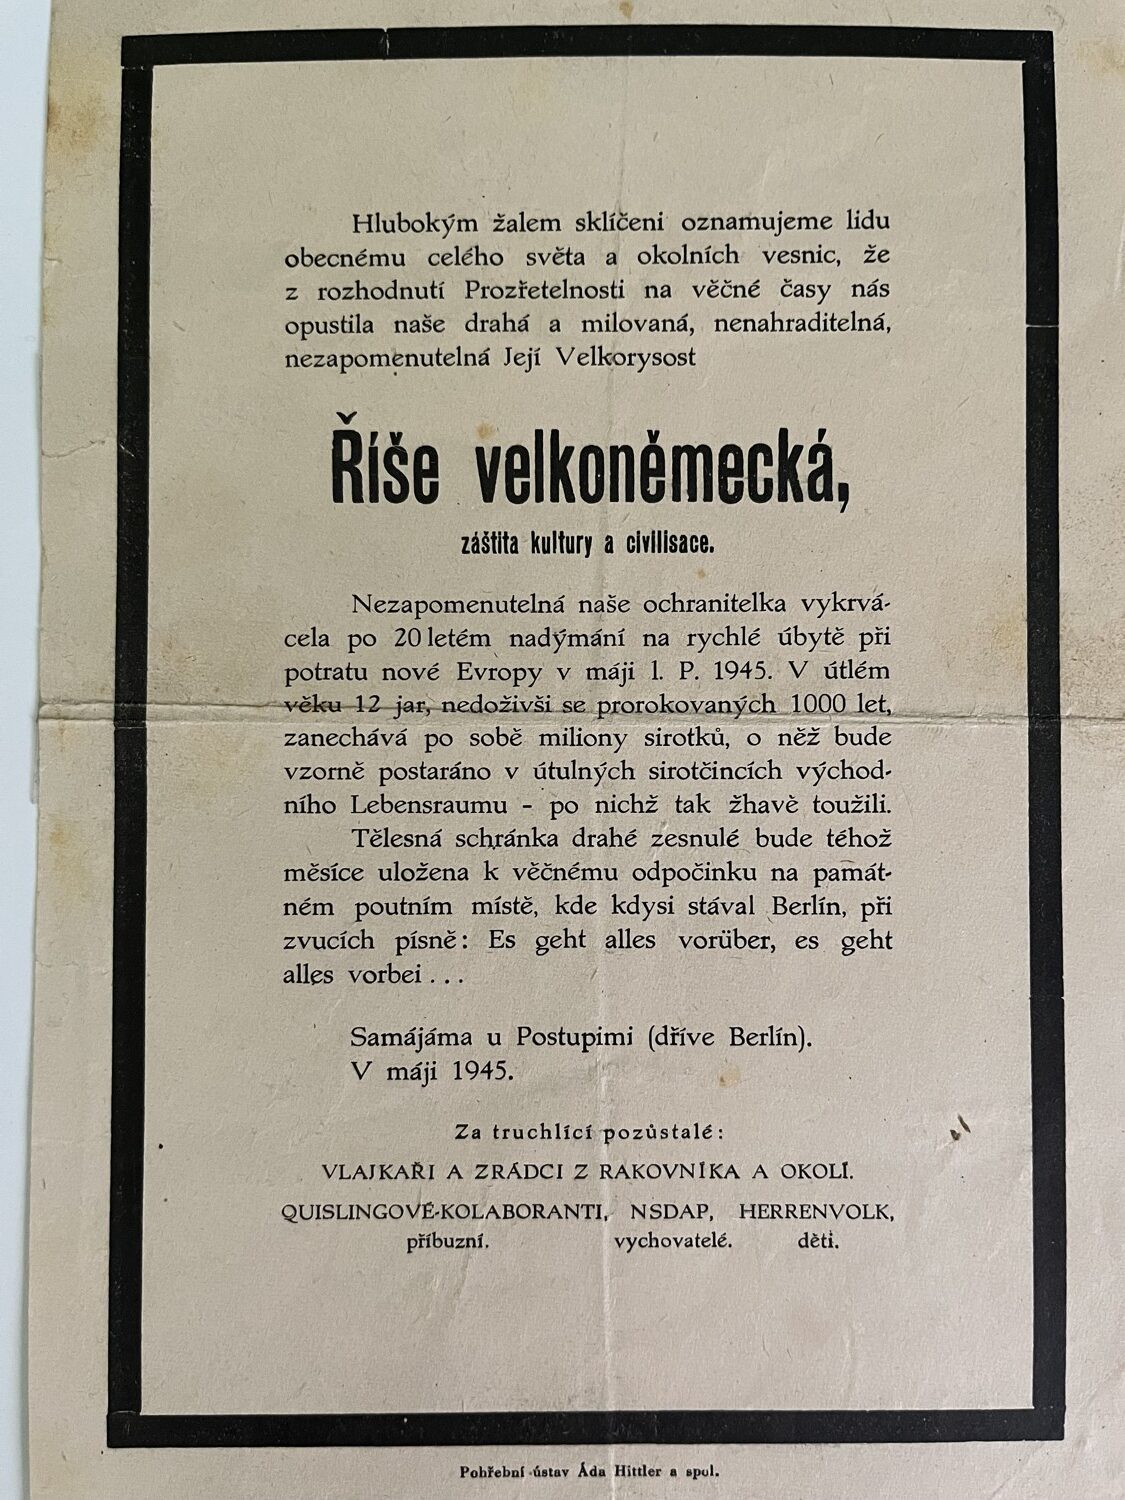 Hlubokým žalem sklíčeni oznamujeme lidu
obecnému celého světa a okolních vesnic, že
z rozhodnutí Prozřetelnosti na věčné časy nás
opustila naše drahá a milovaná, nenahraditelná,
nezapomenutelná Její Velkorysost
Říše velkoněmecká,
záštita kultury a civilisace.
Nezapomenutelná naše ochranitelka vykrvá-
cela po 20letém nadýmání na rychlé úbytě při
potratu nové Evropy v máji l. P. 1945. V útlém
věku 12 jar, nedoživši se prorokovaných 1000 let,
zanechává po sobě miliony sirotků, o něž bude
vzorně postaráno v útulných sirotčincích východ-
ního Lebensraumu - po nichž tak žhavě toužili.
Tělesná schránka drahé zesnulé bude téhož
měsíce uložena k věčnému odpočinku na památ-
ném poutním místě, kde kdysi stával Berlín, při
zvucích písně: Es geht alles vorüber, es geht
alles vorbei . . .
Samájáma u Postupimi (dříve Berlín).
V máji 1945.
Za truchlící pozůstalé:
VLAJKAŘI A ZRÁDCI Z RAKOVNÍKA A OKOLÍ.
QUISLINGOVÉ-KOLABORANTI, NSDAP, HERRENVOLK,
příbuzní. vychovatelé. děti.
Pohřební ústav Áda Hittler a spol.